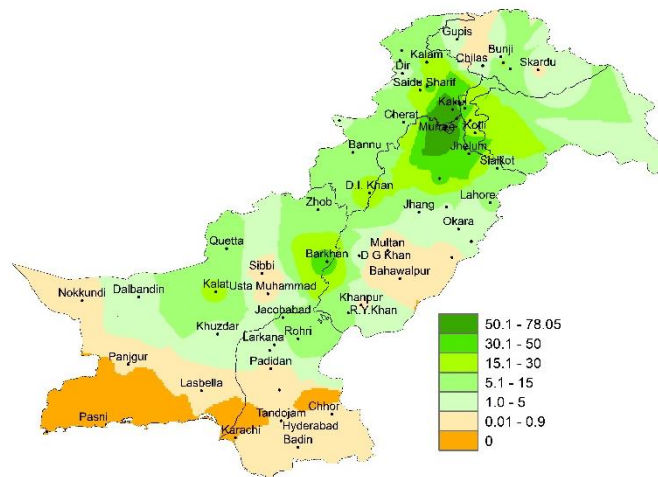 Gupis
Kalam
Bunji
Dir
Chilas
Skardu
Saidu Sharif
Kakul
Cherat
Murree
Kotli
Bannu
Jhelum
Sialkot
D.I. Khan
Zhob
Jhang
Lahore
Okara
Quetta
Barkhan
Multan
D G Khan
Sibbi
Bahawalpur
Nokkundi
Dalbandin
Kalat
Usta Muhammad
Khanpur
R.Y.Khan
Jacobabad
Khuzdar
Larkana
Rohri
Padidan
Panjgur
Lasbella
Chhor
Tandojam
Pasni
Karachi
Hyderabad
Badin
50.1 - 78.05
30.1 - 50
15.1 - 30
5.1 - 15
1.0 - 5
0.01 - 0.9
0